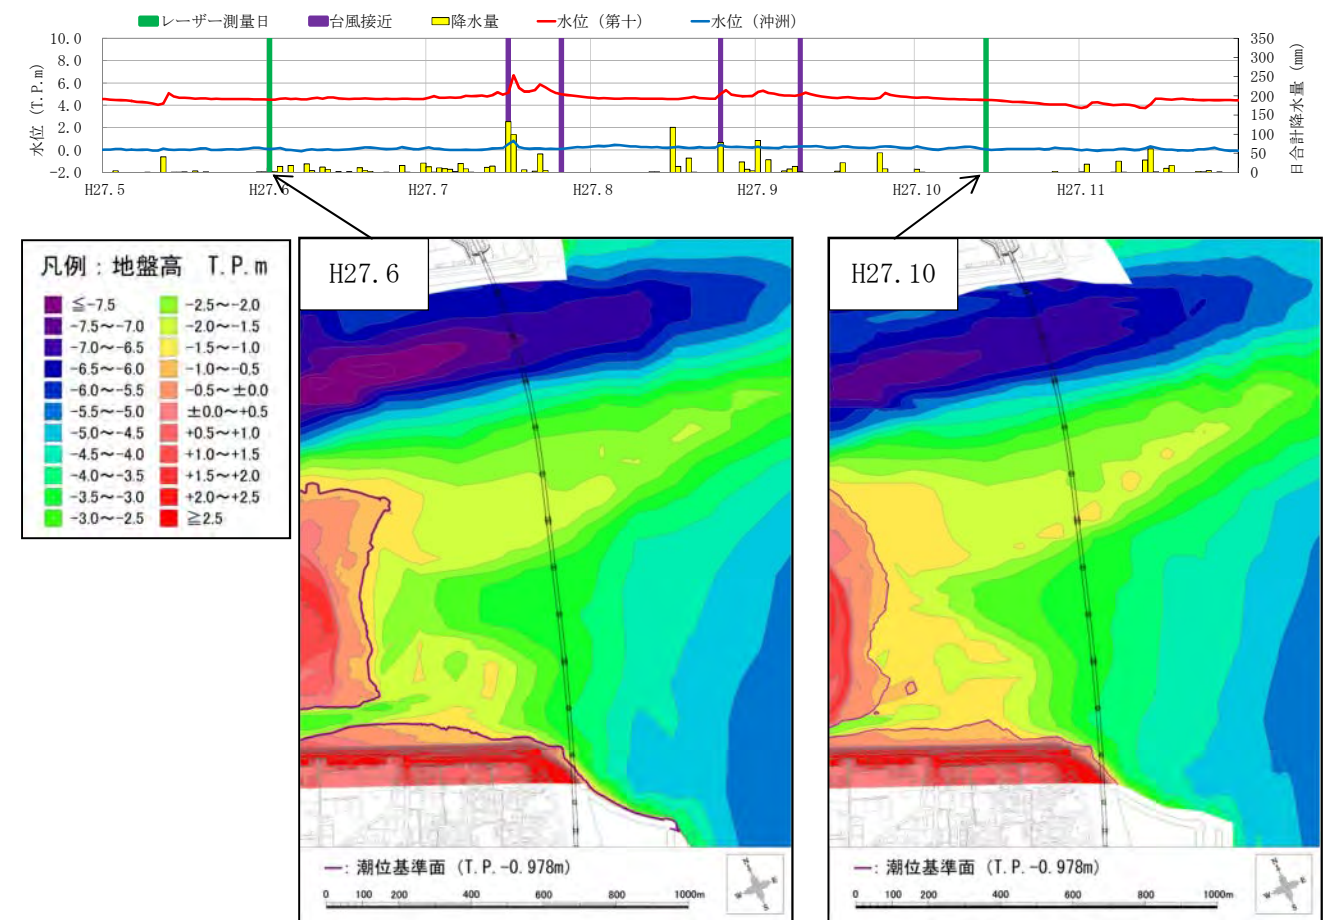 レーザー測量日 台風接近 降水量 水位(第十) 水位(沖洲)
水位(T.P.m)
10.0
8.0
6.0
4.0
2.0
0.0
-2.0
350
300
250
200
150
100
50
0
日合計降水量(mm)
H27.5 H27.6 H27.7 H27.8 H27.9 H27.10 H27.11
凡例:地盤高 T.P.m
≦-7.5 -2.5~-2.0
-7.5~-7.0 -2.0~-1.5
-7.0~-6.5 -1.5~-1.0
-6.5~-6.0 -1.0~-0.5
-6.0~-5.5 -0.5~±0.0
-5.5~-5.0 ±0.0~+0.5
-5.0~-4.5 +0.5~+1.0
-4.5~-4.0 +1.0~+1.5
-4.0~-3.5 +1.5~+2.0
-3.5~-3.0 +2.0~+2.5
-3.0~-2.5 ≧2.5
H27.6
―:潮位基準面(T.P.-0.978m)
0 100 200 400 600 800 1000m
N E S W
H27.10
―:潮位基準面(T.P.-0.978m)
0 100 200 400 600 800 1000m
N E S W